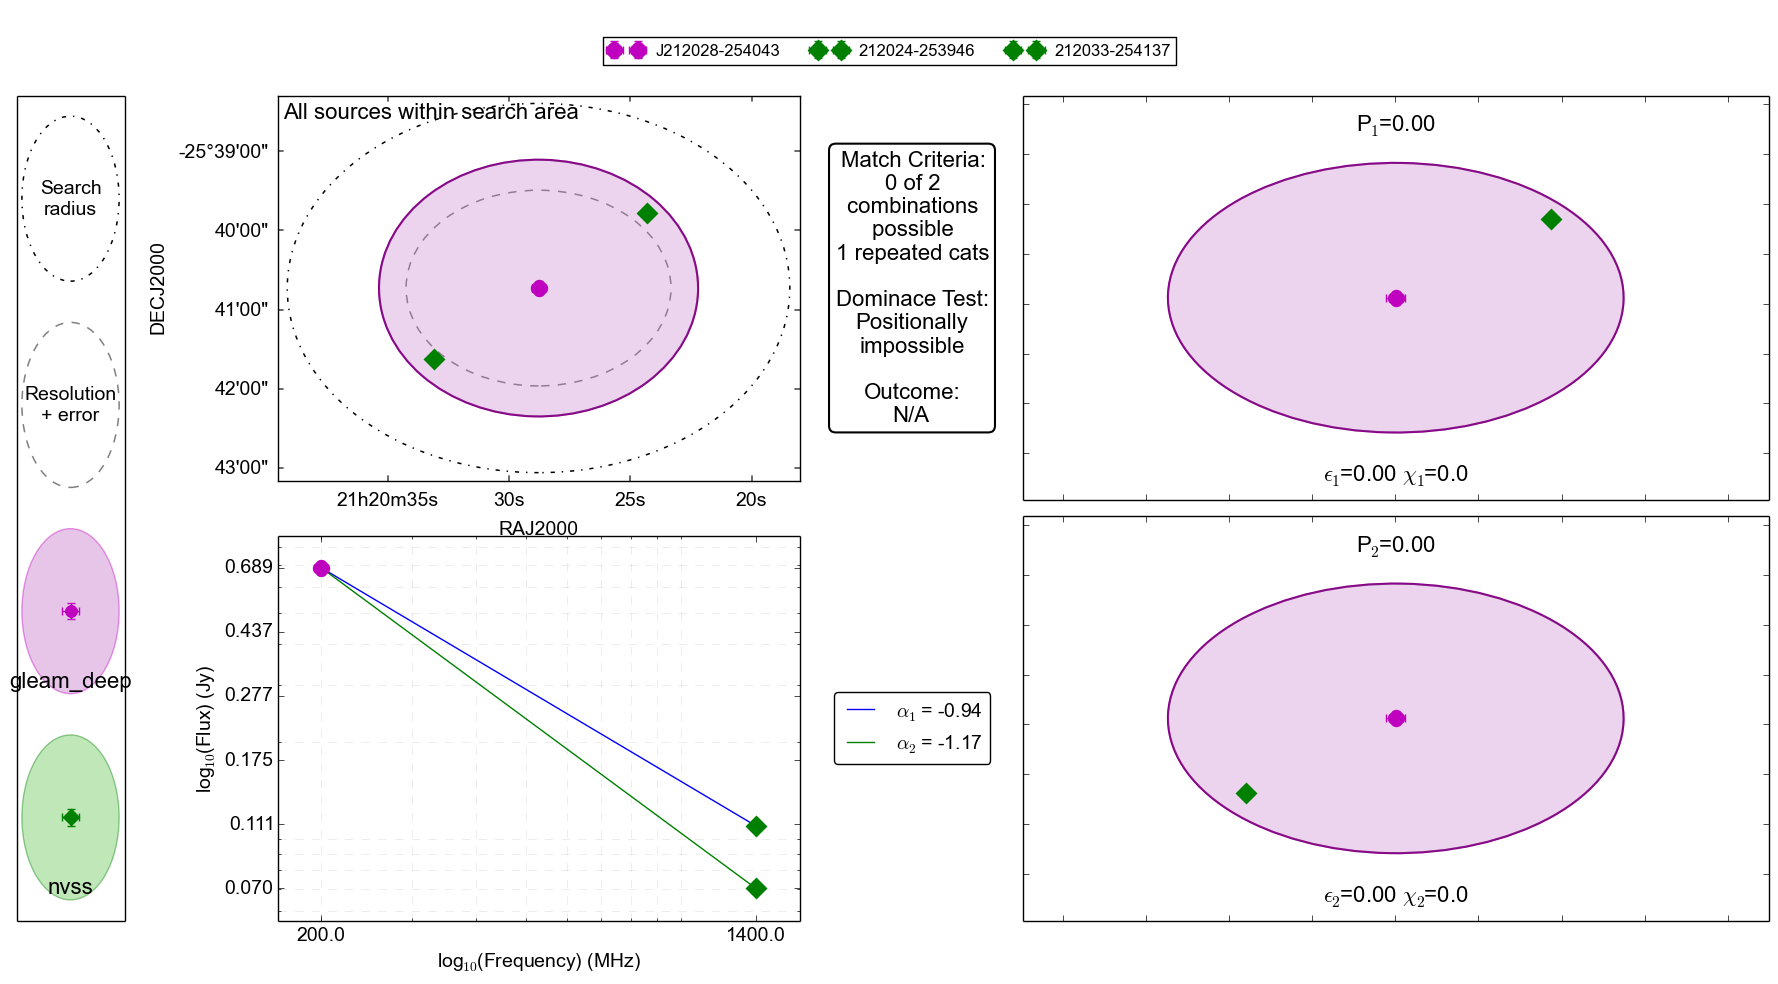 J212028-254043 212024-253946 212033-254137
Search
radius
Resolution
+ error
gleam_deep
nvss
All sources within search area
DECJ2000
-25°39'00"
40'00"
41'00"
42'00"
43'00"
21h20m35s 30s 25s 20s
RAJ2000
Match Criteria:
0 of 2
combinations
possible
1 repeated cats
Dominace Test:
Positionally
impossible
Outcome:
N/A
P₁=0.00
ϵ₁=0.00 χ₁=0.0
log₁₀(Flux) (Jy)
0.689
0.437
0.277
0.175
0.111
0.070
200.0 1400.0
log₁₀(Frequency) (MHz)
α₁ = -0.94
α₂ = -1.17
P₂=0.00
ϵ₂=0.00 χ₂=0.0